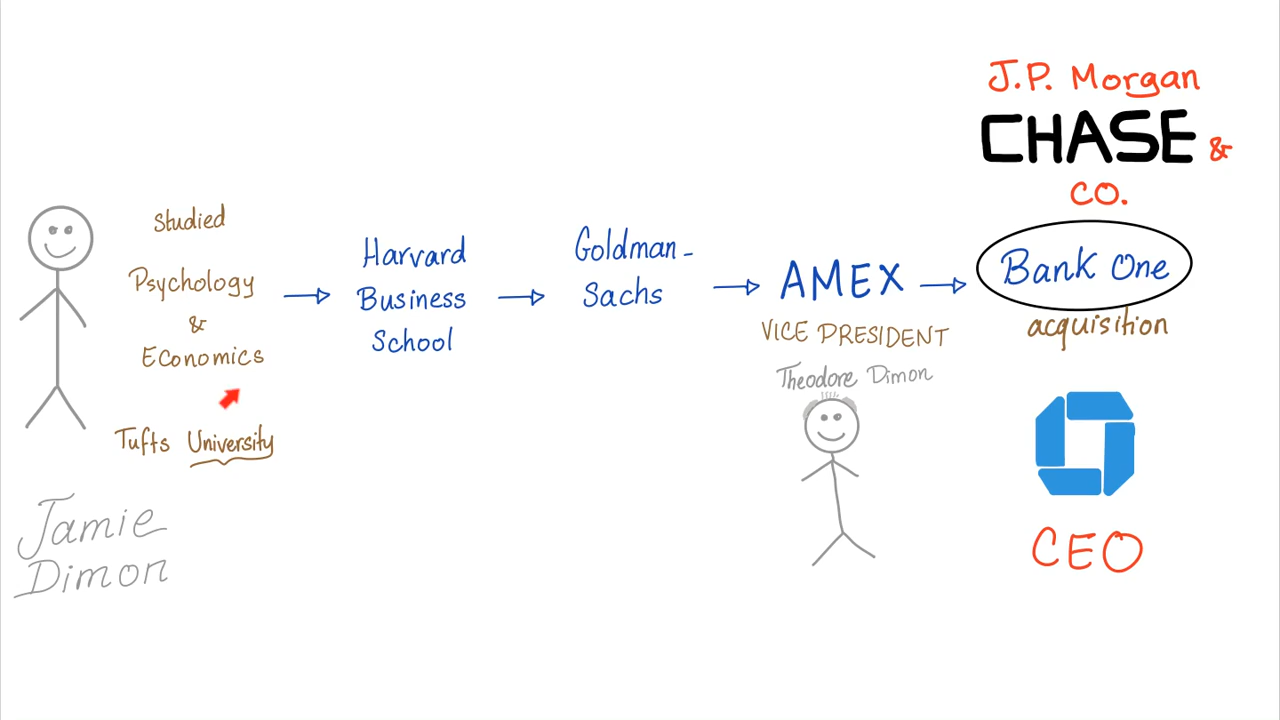 Studied
Psychology
&
Economics
Tufts University
Jamie
Dimon
Harvard
Business
School
Goldman-
Sachs
AMEX
VICE PRESIDENT
Theodore Dimon
J.P. Morgan
CHASE &
CO.
Bank One
acquisition
CEO